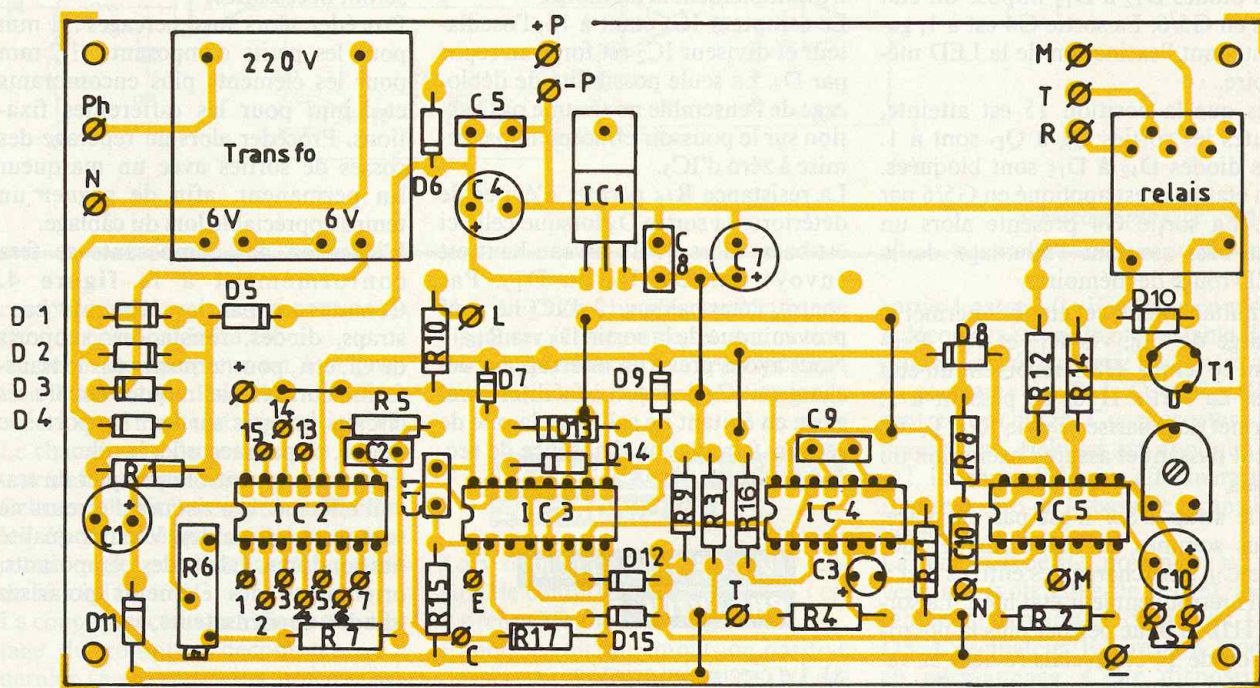 +P
220V
M
-P
Ph
C5
T
R
Transfo
D6
IC1
N
C4
relais
6V 6V
+
C8
C7
+
D5
D10
D1
L
D2
R10
D8
D3
D7
D9
R12
R14
T1
D4
14
R5
C9
U
15 13
D13
C2
D14
R8
R1
C11
R9
R3
R16
C1
IC2
IC3
IC4
IC5
R6
D12
C3
R11
C10
C10
+
+
M
1 3 5 7
E
T
R15
N
2 4 6
D11
R7
R17
D15
R4
R2
S
C
–